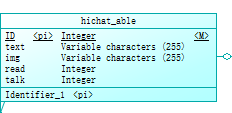 hichat_able
ID <pi> Integer <M>
text Variable characters (255)
img Variable characters (255)
read Integer
talk Integer
Identifier_1 <pi>